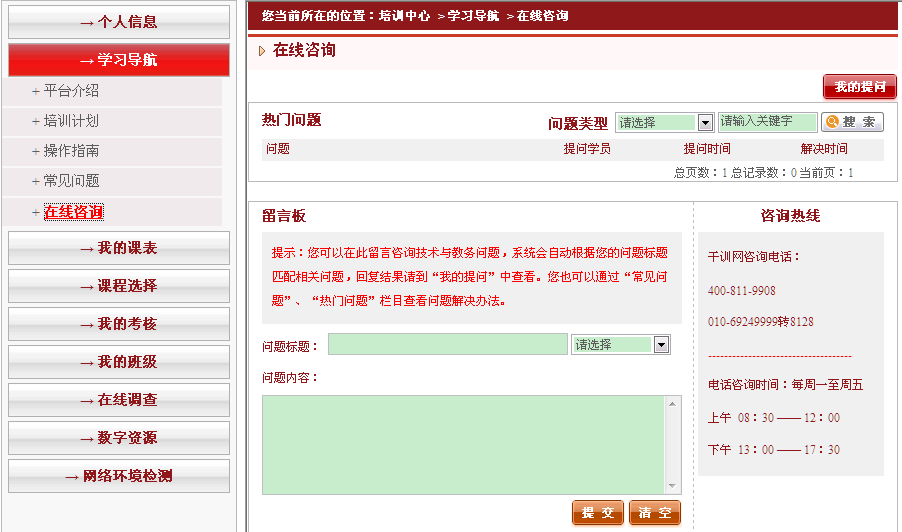 → 个人信息
→ 学习导航
+ 平台介绍
+ 培训计划
+ 操作指南
+ 常见问题
+ 在线咨询
→ 我的课表
→ 课程选择
→ 我的考核
→ 我的班级
→ 在线调查
→ 数字资源
→ 网络环境检测
您当前所在的位置：培训中心 >学习导航 >在线咨询
在线咨询
我的提问
热门问题 问题类型 请选择 请输入关键字 搜 索
问题 提问学员 提问时间 解决时间
总页数：1 总记录数：0 当前页：1
留言板
提示：您可以在此留言咨询技术与教务问题，系统会自动根据您的问题标题
匹配相关问题，回复结果请到“我的提问”中查看。您也可以通过“常见问
题”、“热门问题”栏目查看问题解决办法。
问题标题： 请选择
问题内容：
提 交 清 空
咨询热线
千训网咨询电话：
400-811-9908
010-69249999转8128
------------------------------------
电话咨询时间：每周一至周五
上午 08：30 —— 12：00
下午 13：00 —— 17：30